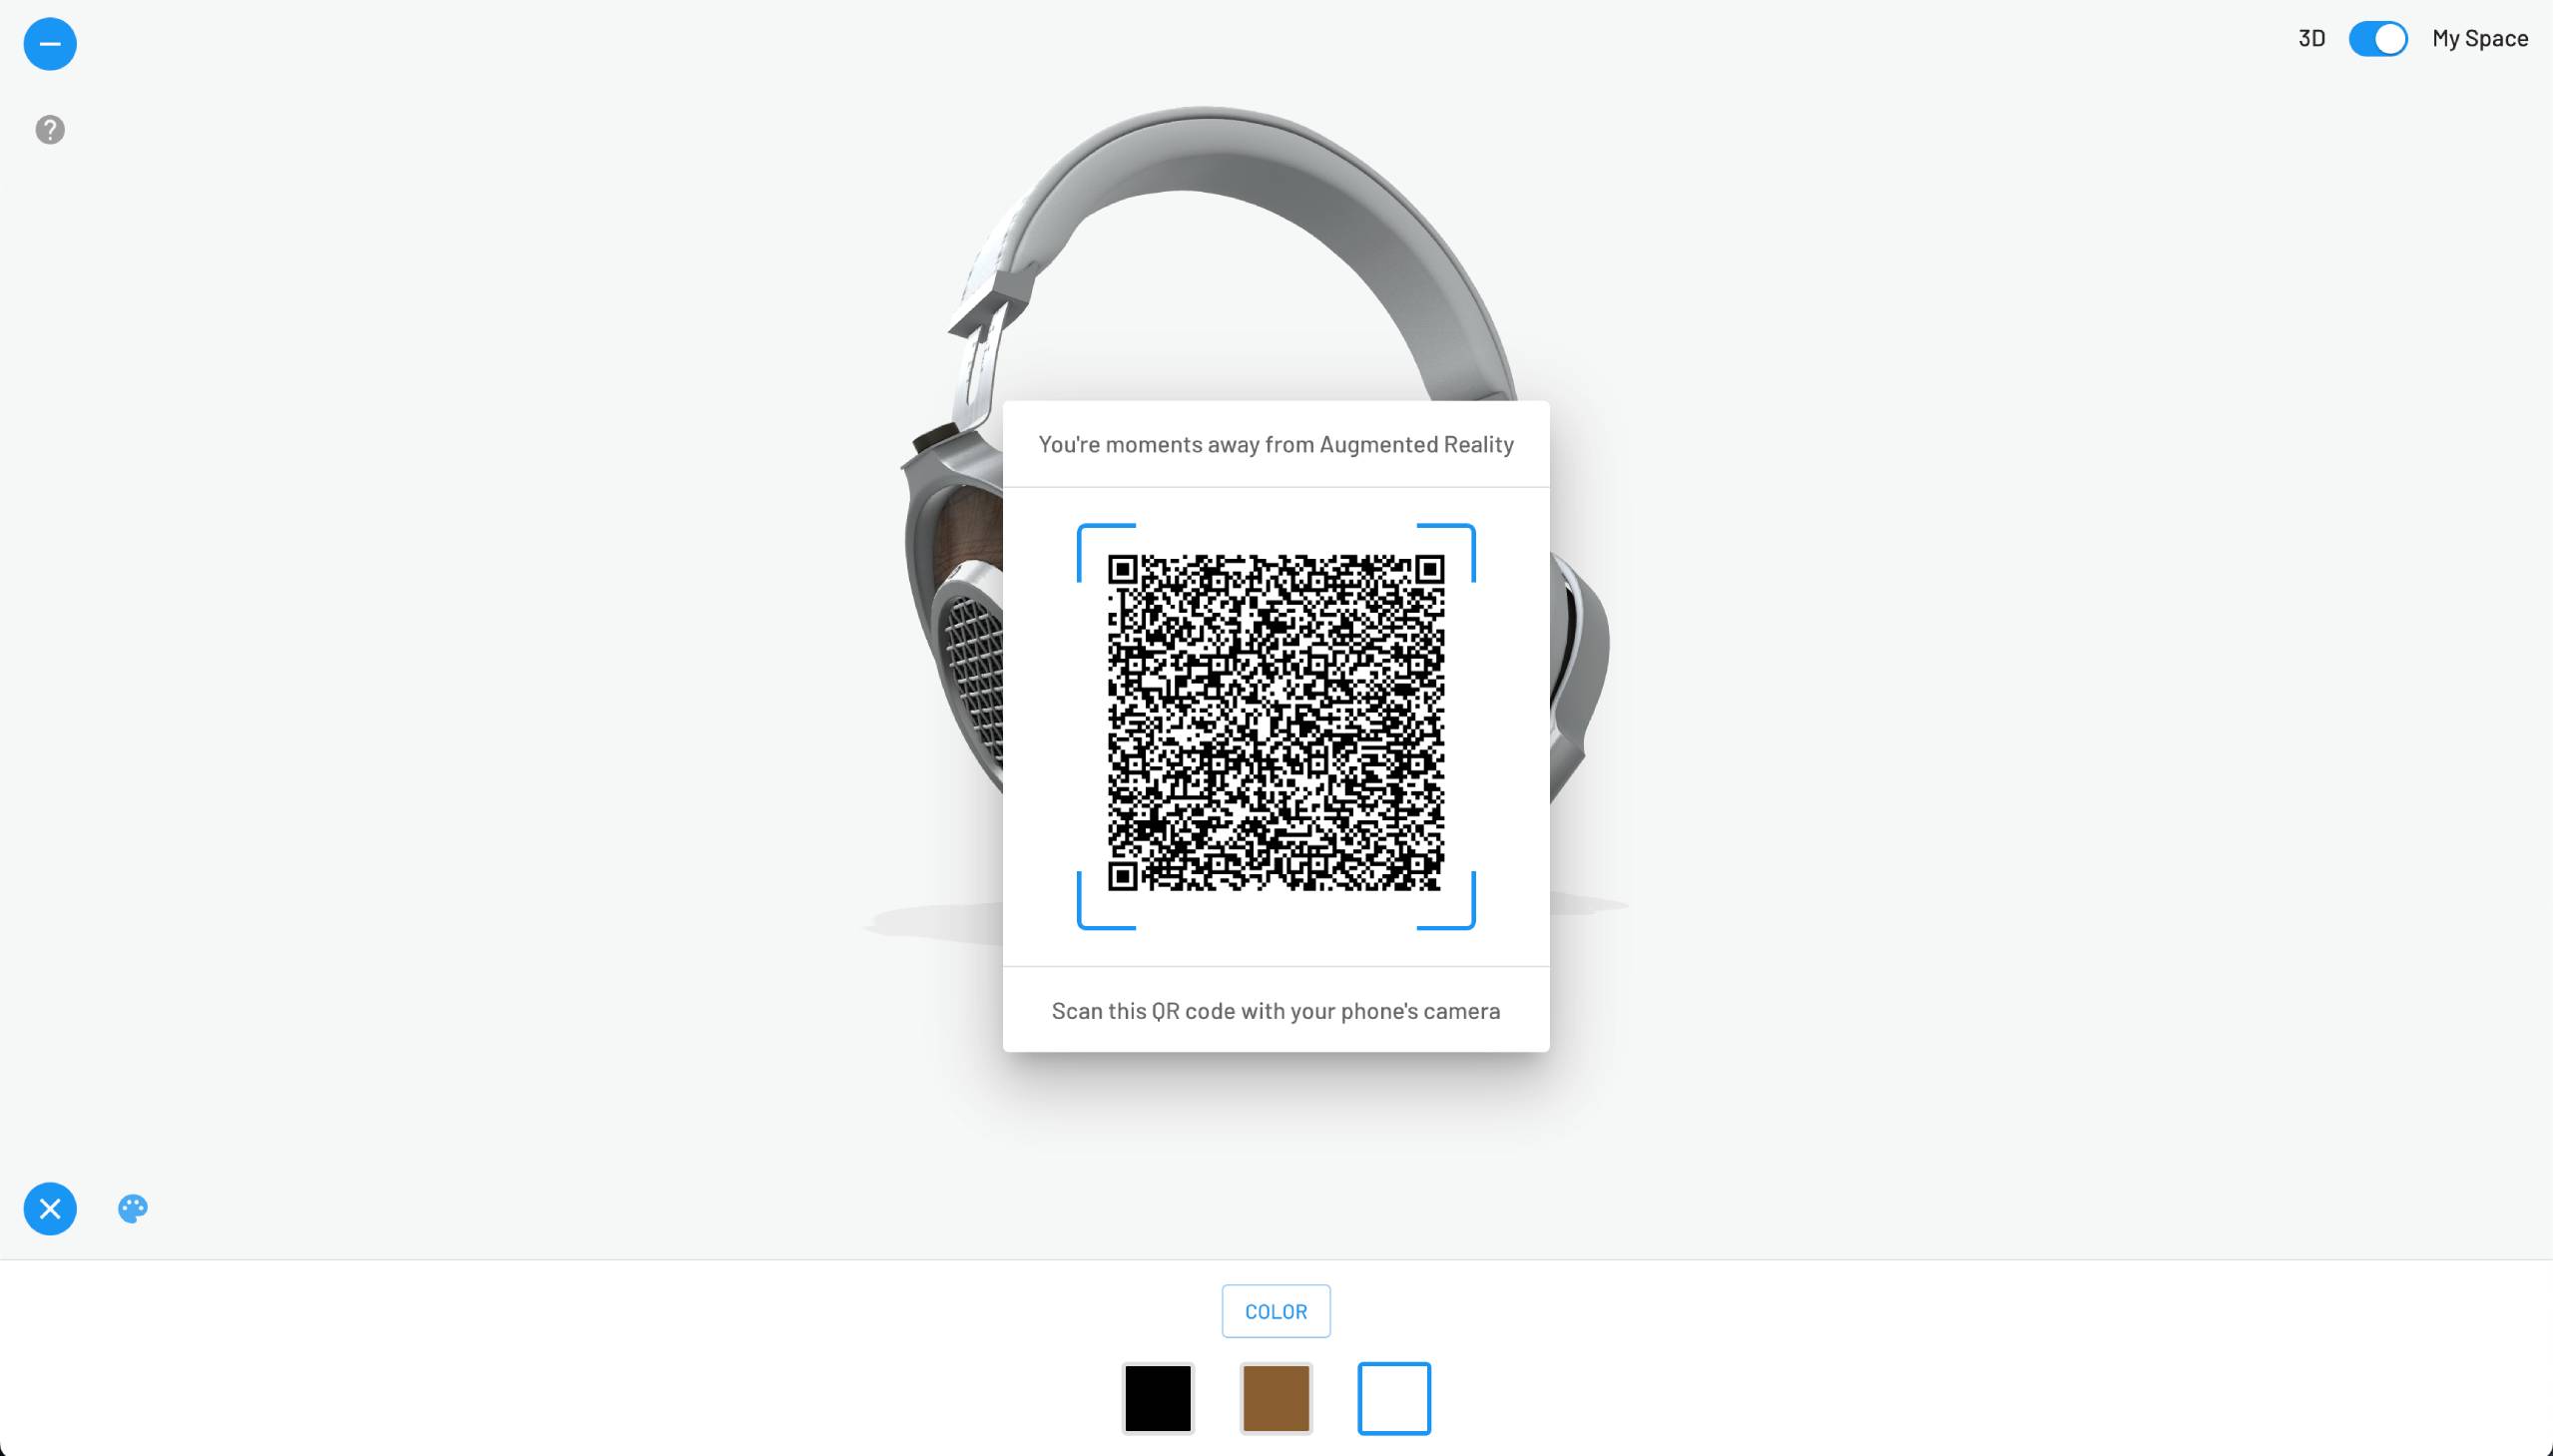 3D
My Space
You're moments away from Augmented Reality
Scan this QR code with your phone's camera
COLOR